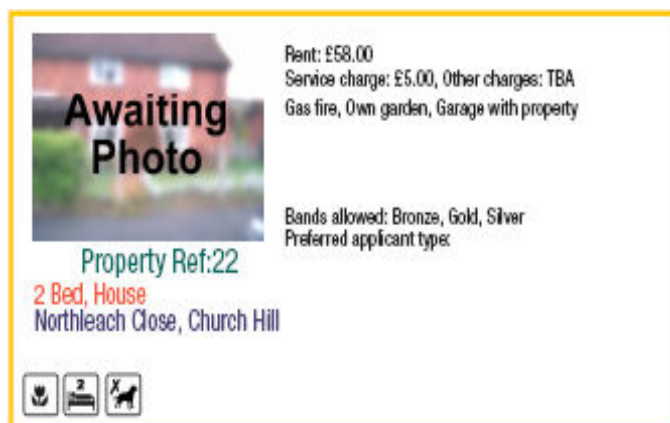 Awaiting
Photo
Rent: £58.00
Service charge: £5.00, Other charges: TBA
Gas fire, Own garden, Garage with property
Bands allowed: Bronze, Gold, Silver
Preferred applicant type:
Property Ref:22
2 Bed, House
Northleach Close, Church Hill
2
X